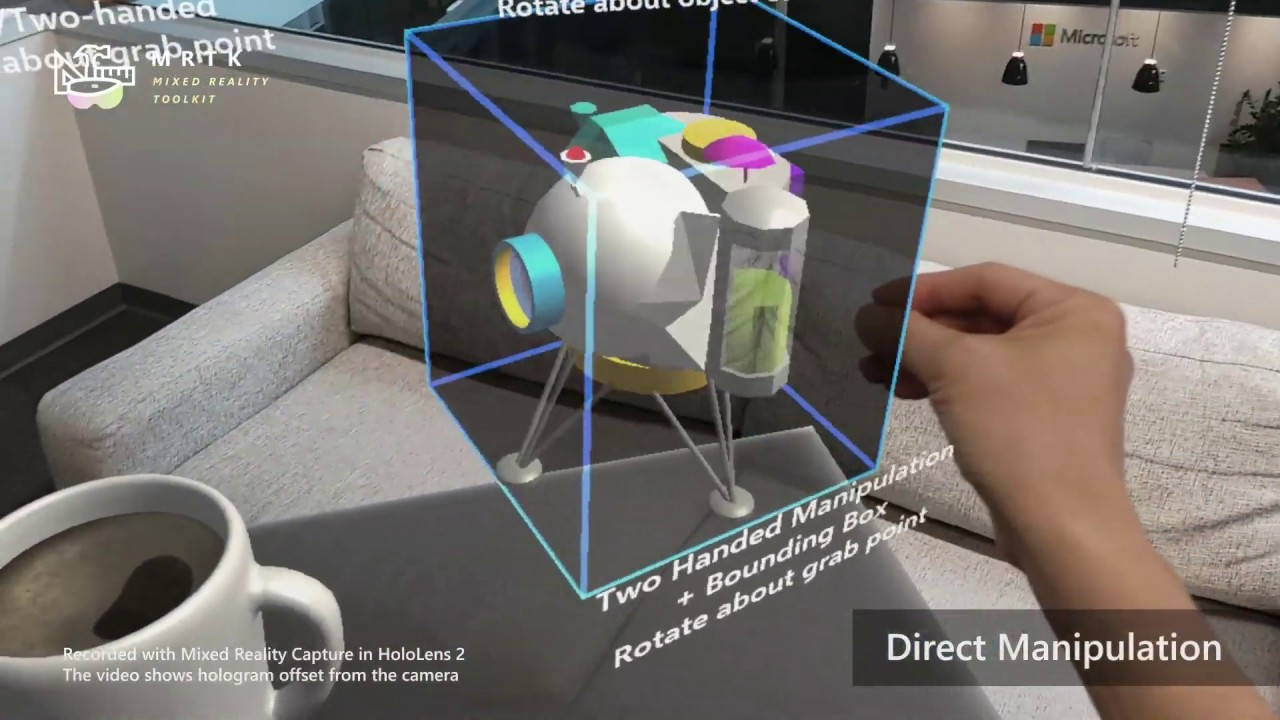 /Two-handed
about grab point
Rotate about object
M R T K
MIXED REALITY
TOOLKIT
Microsoft
Two Handed Manipulation
+ Bounding Box
Rotate about grab point
Recorded with Mixed Reality Capture in HoloLens 2
The video shows hologram offset from the camera
Direct Manipulation